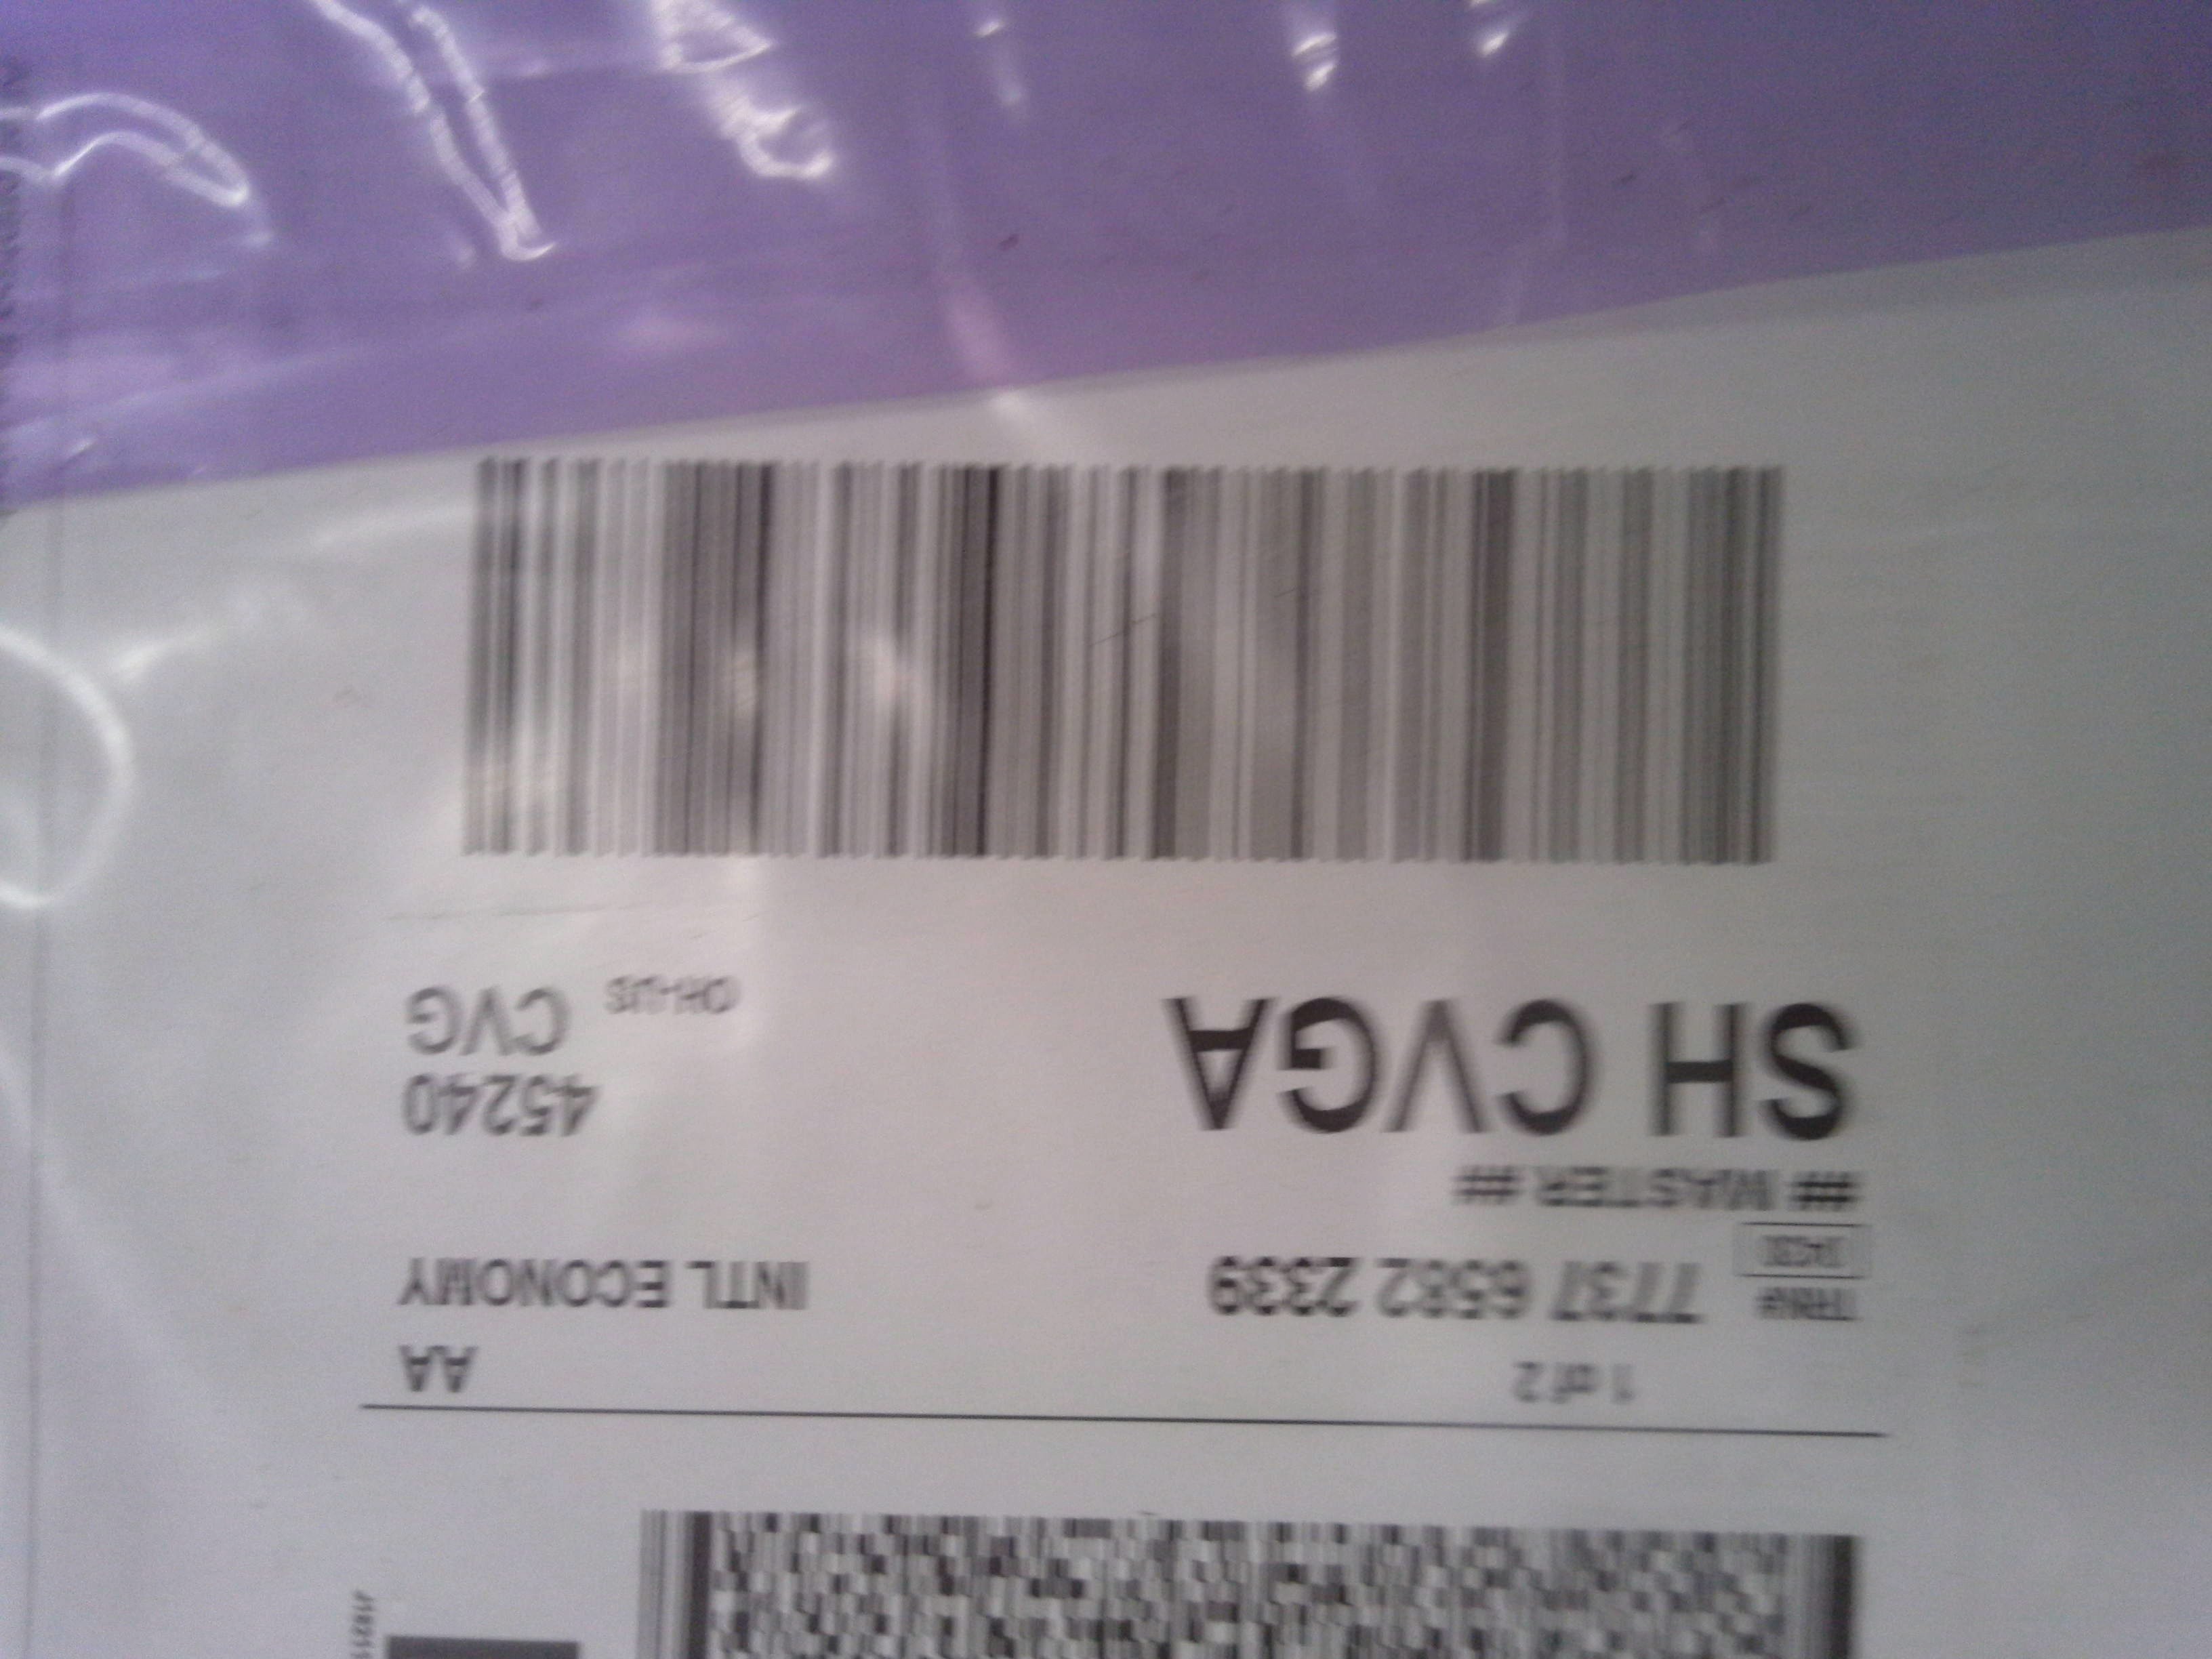 1 of 2
AA
TRK#
7737 6582 2339
INTL ECONOMY
## MASTER ##
45240
SH CVGA
OH-US
CVG